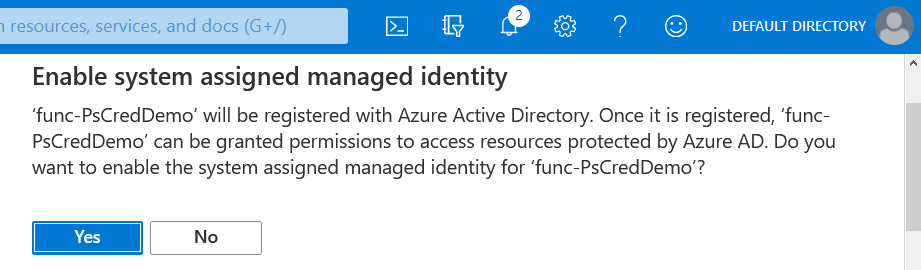 resources, services, and docs (G+/)
2
DEFAULT DIRECTORY
Enable system assigned managed identity
‘func-PsCredDemo’ will be registered with Azure Active Directory. Once it is registered, ‘func-
PsCredDemo’ can be granted permissions to access resources protected by Azure AD. Do you
want to enable the system assigned managed identity for ‘func-PsCredDemo’?
Yes
No